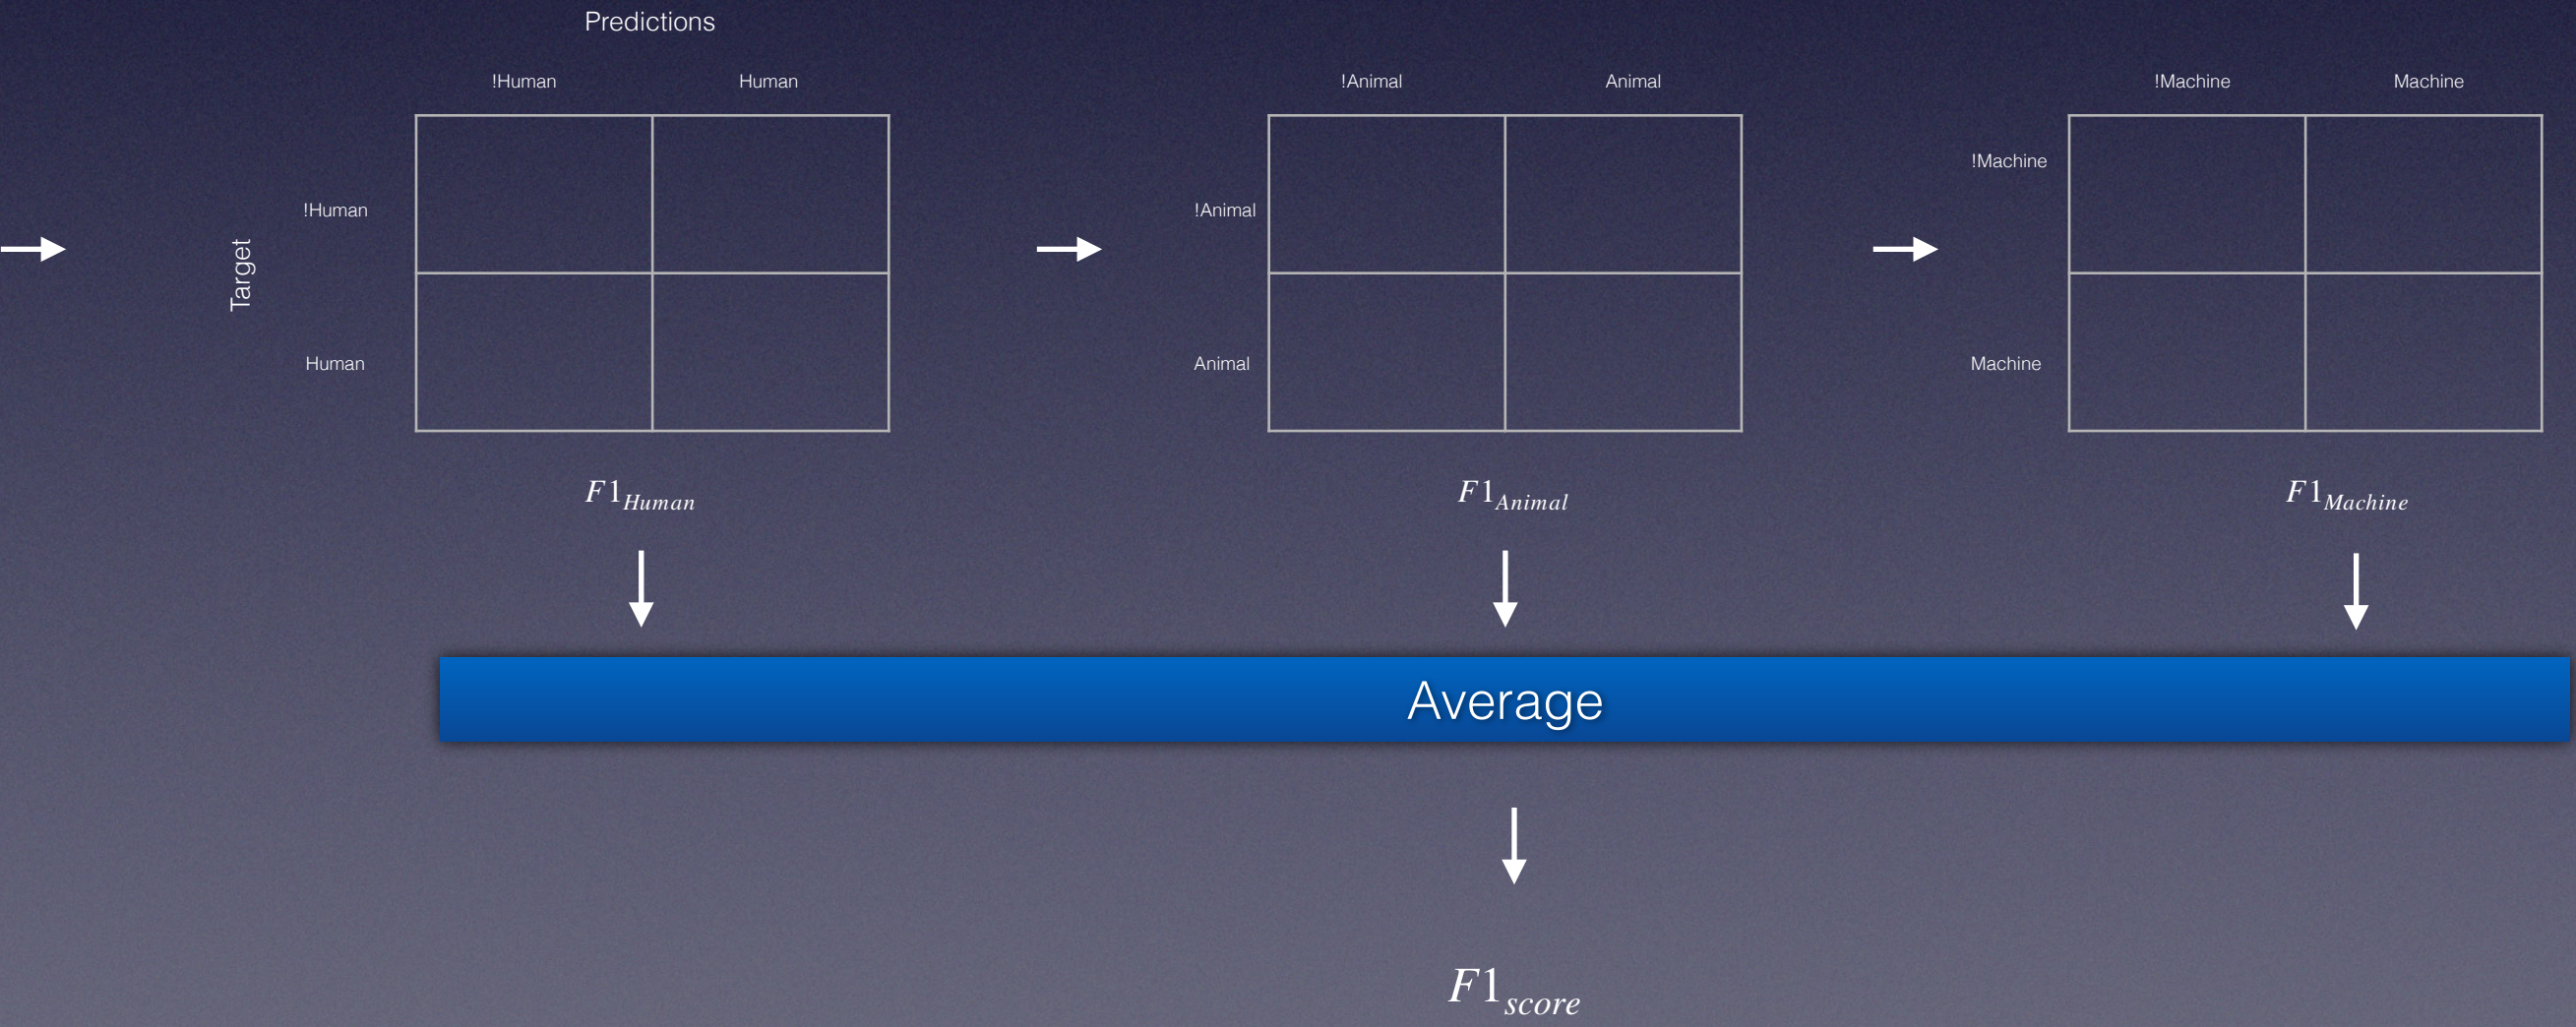 Predictions
!Human Human
!Animal Animal
!Machine Machine
Target
!Human
Human
!Animal
Animal
!Machine
Machine
F1Human
F1Animal
F1Machine
Average
F1score